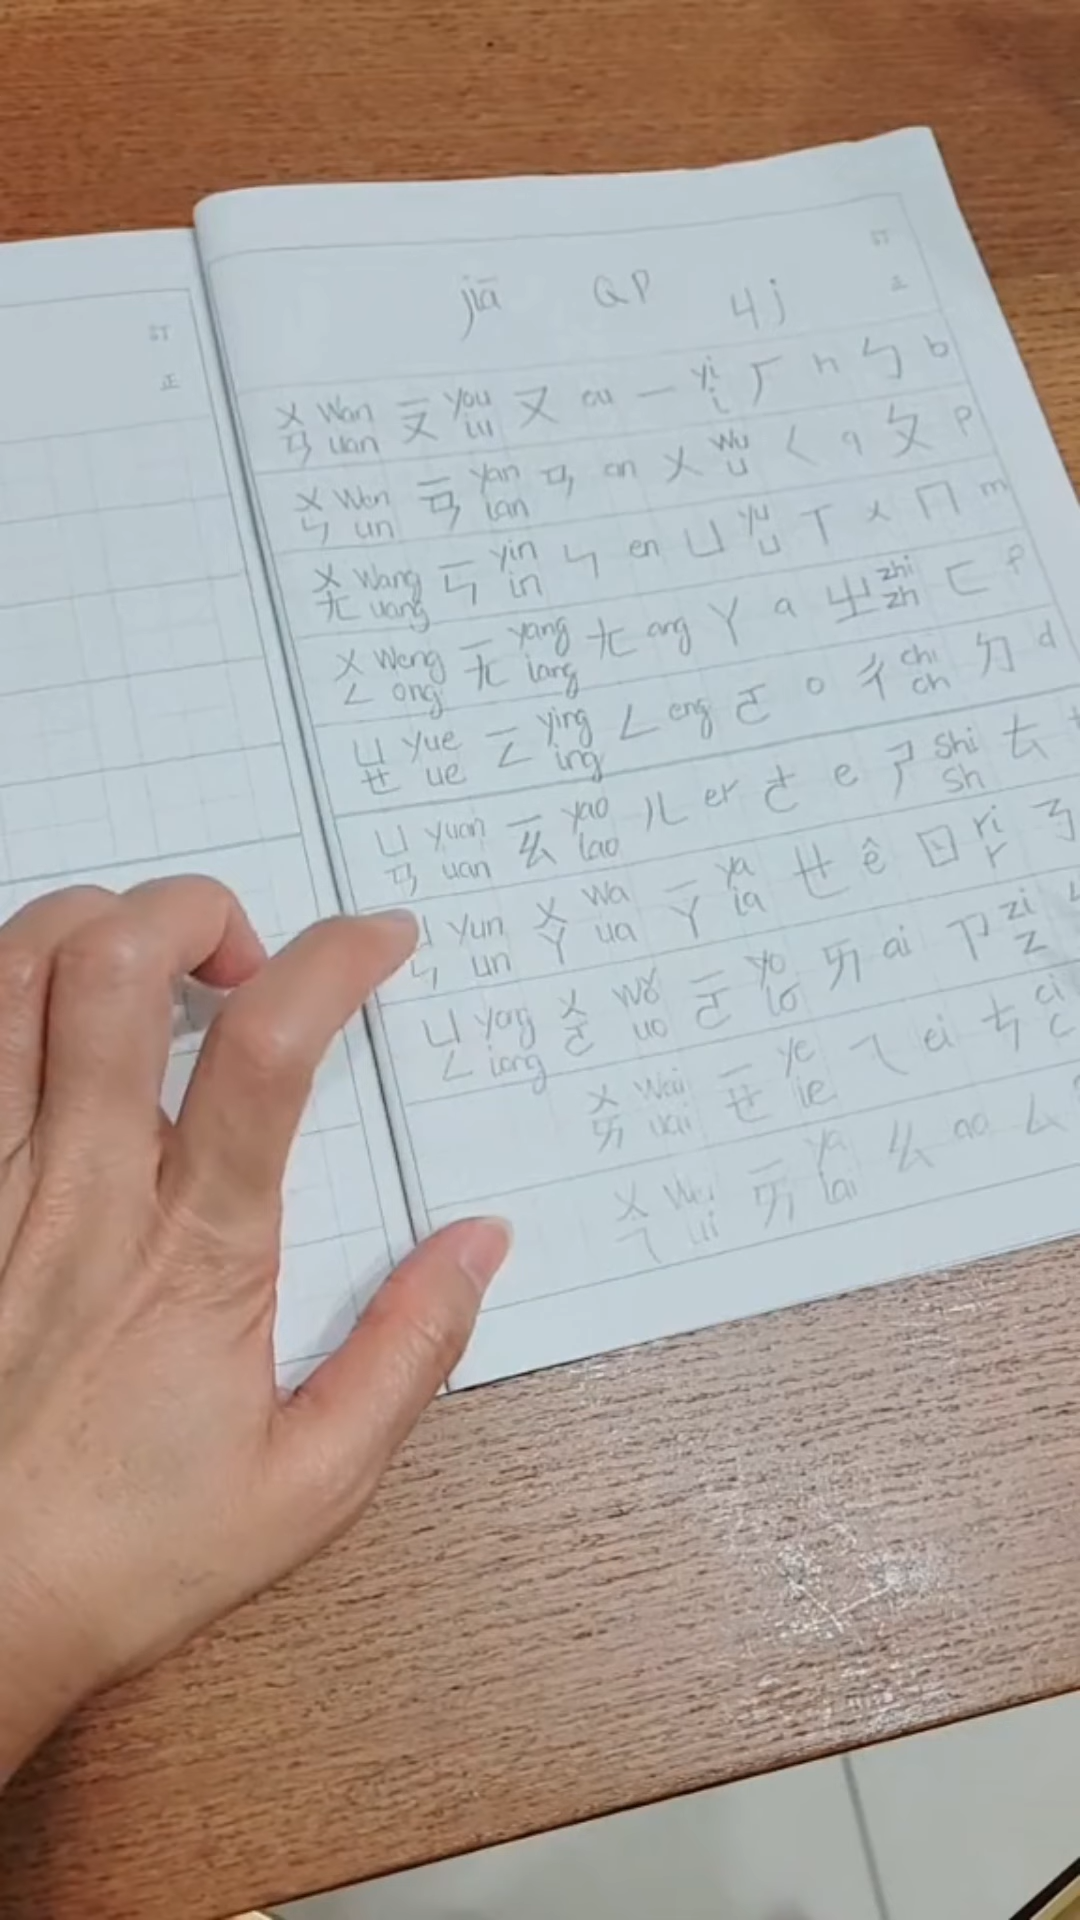 jiā QP ㄐj
ㄨㄢ Wan uan ㄧㄡ you iu ㄡ ou ㄧ yi i ㄏ h ㄅ b
ㄨㄣ Wen un ㄧㄢ yan ian ㄢ an ㄨ Wu u ㄑ q ㄆ p
ㄨㄤ Wang uang ㄧㄣ yin in ㄣ en ㄩ yu u ㄒ x ㄇ m
ㄨㄥ Weng ong ㄧㄤ yang iang ㄤ ang ㄚ a ㄓ zhi zh ㄈ f
ㄩㄝ yue ue ㄧㄥ ying ing ㄥ eng ㄛ o ㄔ chi ch ㄉ d
ㄩㄢ yuan uan ㄧㄠ yao iao ㄦ er ㄜ e ㄕ Shi Sh ㄊ t
ㄩㄣ yun un ㄨㄚ Wa ua ㄧㄚ ya ia ㄝ ê ㄖ ri r ㄋ
ㄩㄥ yong iong ㄨㄛ wo uo ㄧㄛ yo io ㄞ ai ㄗ zi z
ㄨㄞ Wai uai ㄧㄝ ye ie ㄟ ei ㄘ ci c
ㄨㄟ Wei ui ㄧㄞ ya iai ㄠ ao ㄙ